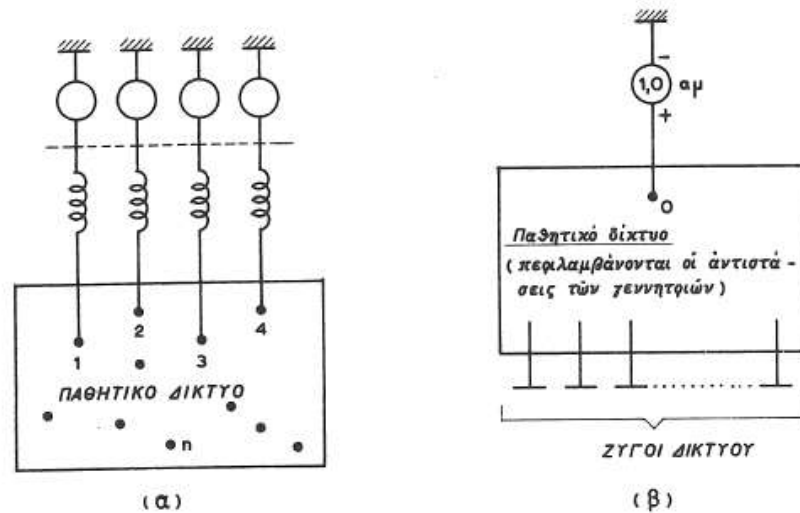 1
2
3
4
ΠΑΘΗΤΙΚΟ ΔΙΚΤΥΟ
n
(α)
-
1,0 αμ
+
0
Παθητικό δίκτυο
(περιλαμβάνονται οἱ ἀντιστά-
σεις τῶν γεννητριῶν)
ΖΥΓΟΙ ΔΙΚΤΥΟΥ
(β)